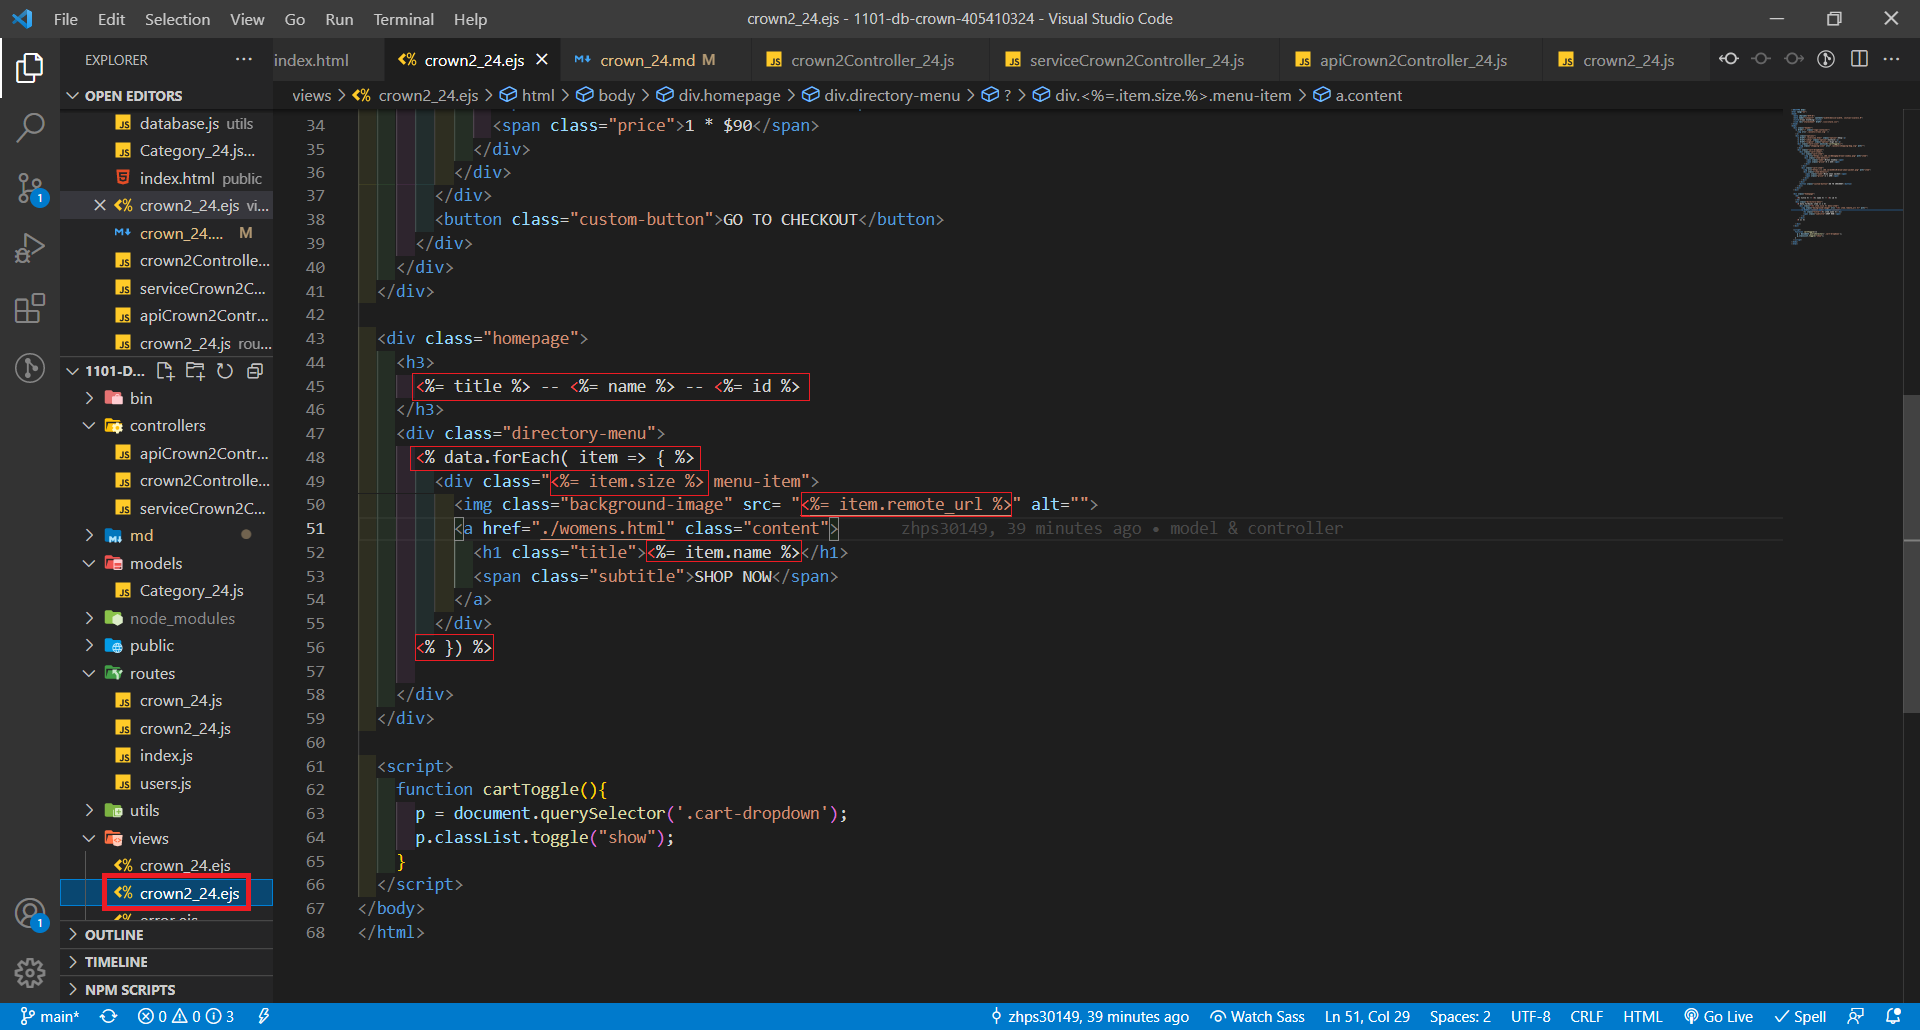 File Edit Selection View Go Run Terminal Help
crown2_24.ejs - 1101-db-crown-405410324 - Visual Studio Code
EXPLORER
index.html
crown2_24.ejs
crown_24.md M
crown2Controller_24.js
serviceCrown2Controller_24.js
apiCrown2Controller_24.js
crown2_24.js
views > crown2_24.ejs > html > body > div.homepage > div.directory-menu > ? > div.<%=.item.size.%>.menu-item > a.content
OPEN EDITORS
database.js utils
Category_24.js...
index.html public
crown2_24.ejs vi...
crown_24.... M
crown2Controlle...
serviceCrown2C...
apiCrown2Contr...
crown2_24.js rou...
1101-D...
bin
controllers
apiCrown2Contr...
crown2Controlle...
serviceCrown2C...
md
models
Category_24.js
node_modules
public
routes
crown_24.js
crown2_24.js
index.js
users.js
utils
views
crown_24.ejs
crown2_24.ejs
error.ejs
OUTLINE
TIMELINE
NPM SCRIPTS
1
1
34 <span class="price">1 * $90</span>
35 </div>
36 </div>
37 </div>
38 <button class="custom-button">GO TO CHECKOUT</button>
39 </div>
40 </div>
41 </div>
42
43 <div class="homepage">
44 <h3>
45 <%= title %> -- <%= name %> -- <%= id %>
46 </h3>
47 <div class="directory-menu">
48 <% data.forEach( item => { %>
49 <div class="<%= item.size %> menu-item">
50 <img class="background-image" src= "<%= item.remote_url %>" alt="">
51 <a href="./womens.html" class="content"> zhps30149, 39 minutes ago • model & controller
52 <h1 class="title"><%= item.name %></h1>
53 <span class="subtitle">SHOP NOW</span>
54 </a>
55 </div>
56 <% }) %>
57
58 </div>
59 </div>
60
61 <script>
62 function cartToggle(){
63 p = document.querySelector('.cart-dropdown');
64 p.classList.toggle("show");
65 }
66 </script>
67 </body>
68 </html>
main* 0 0 3
zhps30149, 39 minutes ago Watch Sass Ln 51, Col 29 Spaces: 2 UTF-8 CRLF HTML Go Live Spell